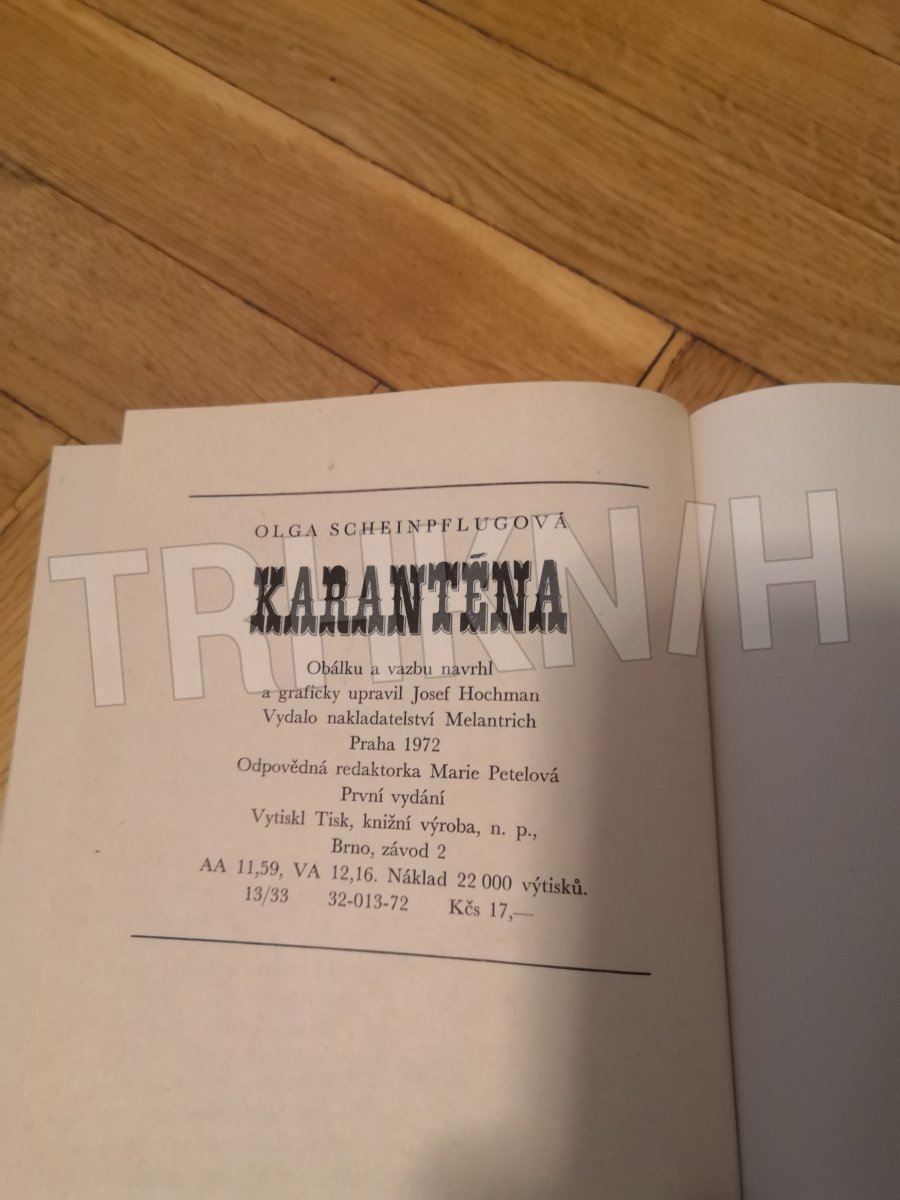 OLGA SCHEINPFLUGOVÁ
KARANTÉNA
Obálku a vazbu navrhl
a graficky upravil Josef Hochman
Vydalo nakladatelství Melantrich
Praha 1972
Odpovědná redaktorka Marie Petelová
První vydání
Vytiskl Tisk, knižní výroba, n. p.,
Brno, závod 2
AA 11,59, VA 12,16. Náklad 22 000 výtisků.
13/33 32-013-72 Kčs 17,—
TRHKN/H